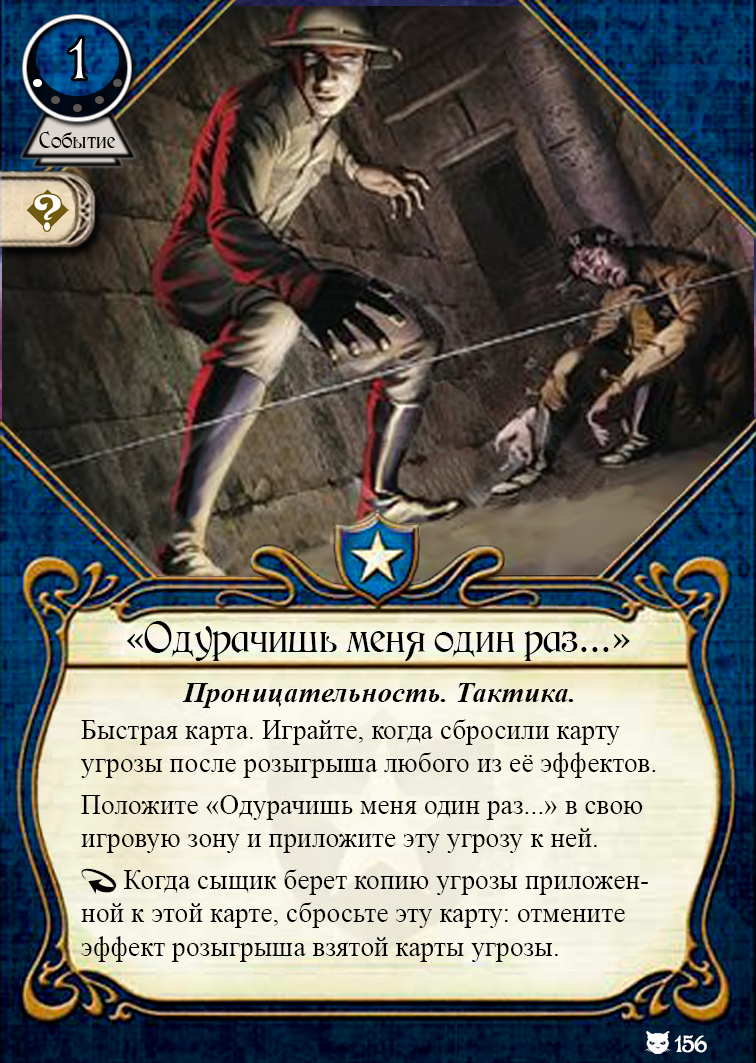 1
Событие
?
«Одурачишь меня один раз...»
Проницательность. Тактика.
Быстрая карта. Играйте, когда сбросили карту
угрозы после розыгрыша любого из её эффектов.
Положите «Одурачишь меня один раз...» в свою
игровую зону и приложите эту угрозу к ней.
Когда сыщик берет копию угрозы приложен-
ной к этой карте, сбросьте эту карту: отмените
эффект розыгрыша взятой карты угрозы.
156